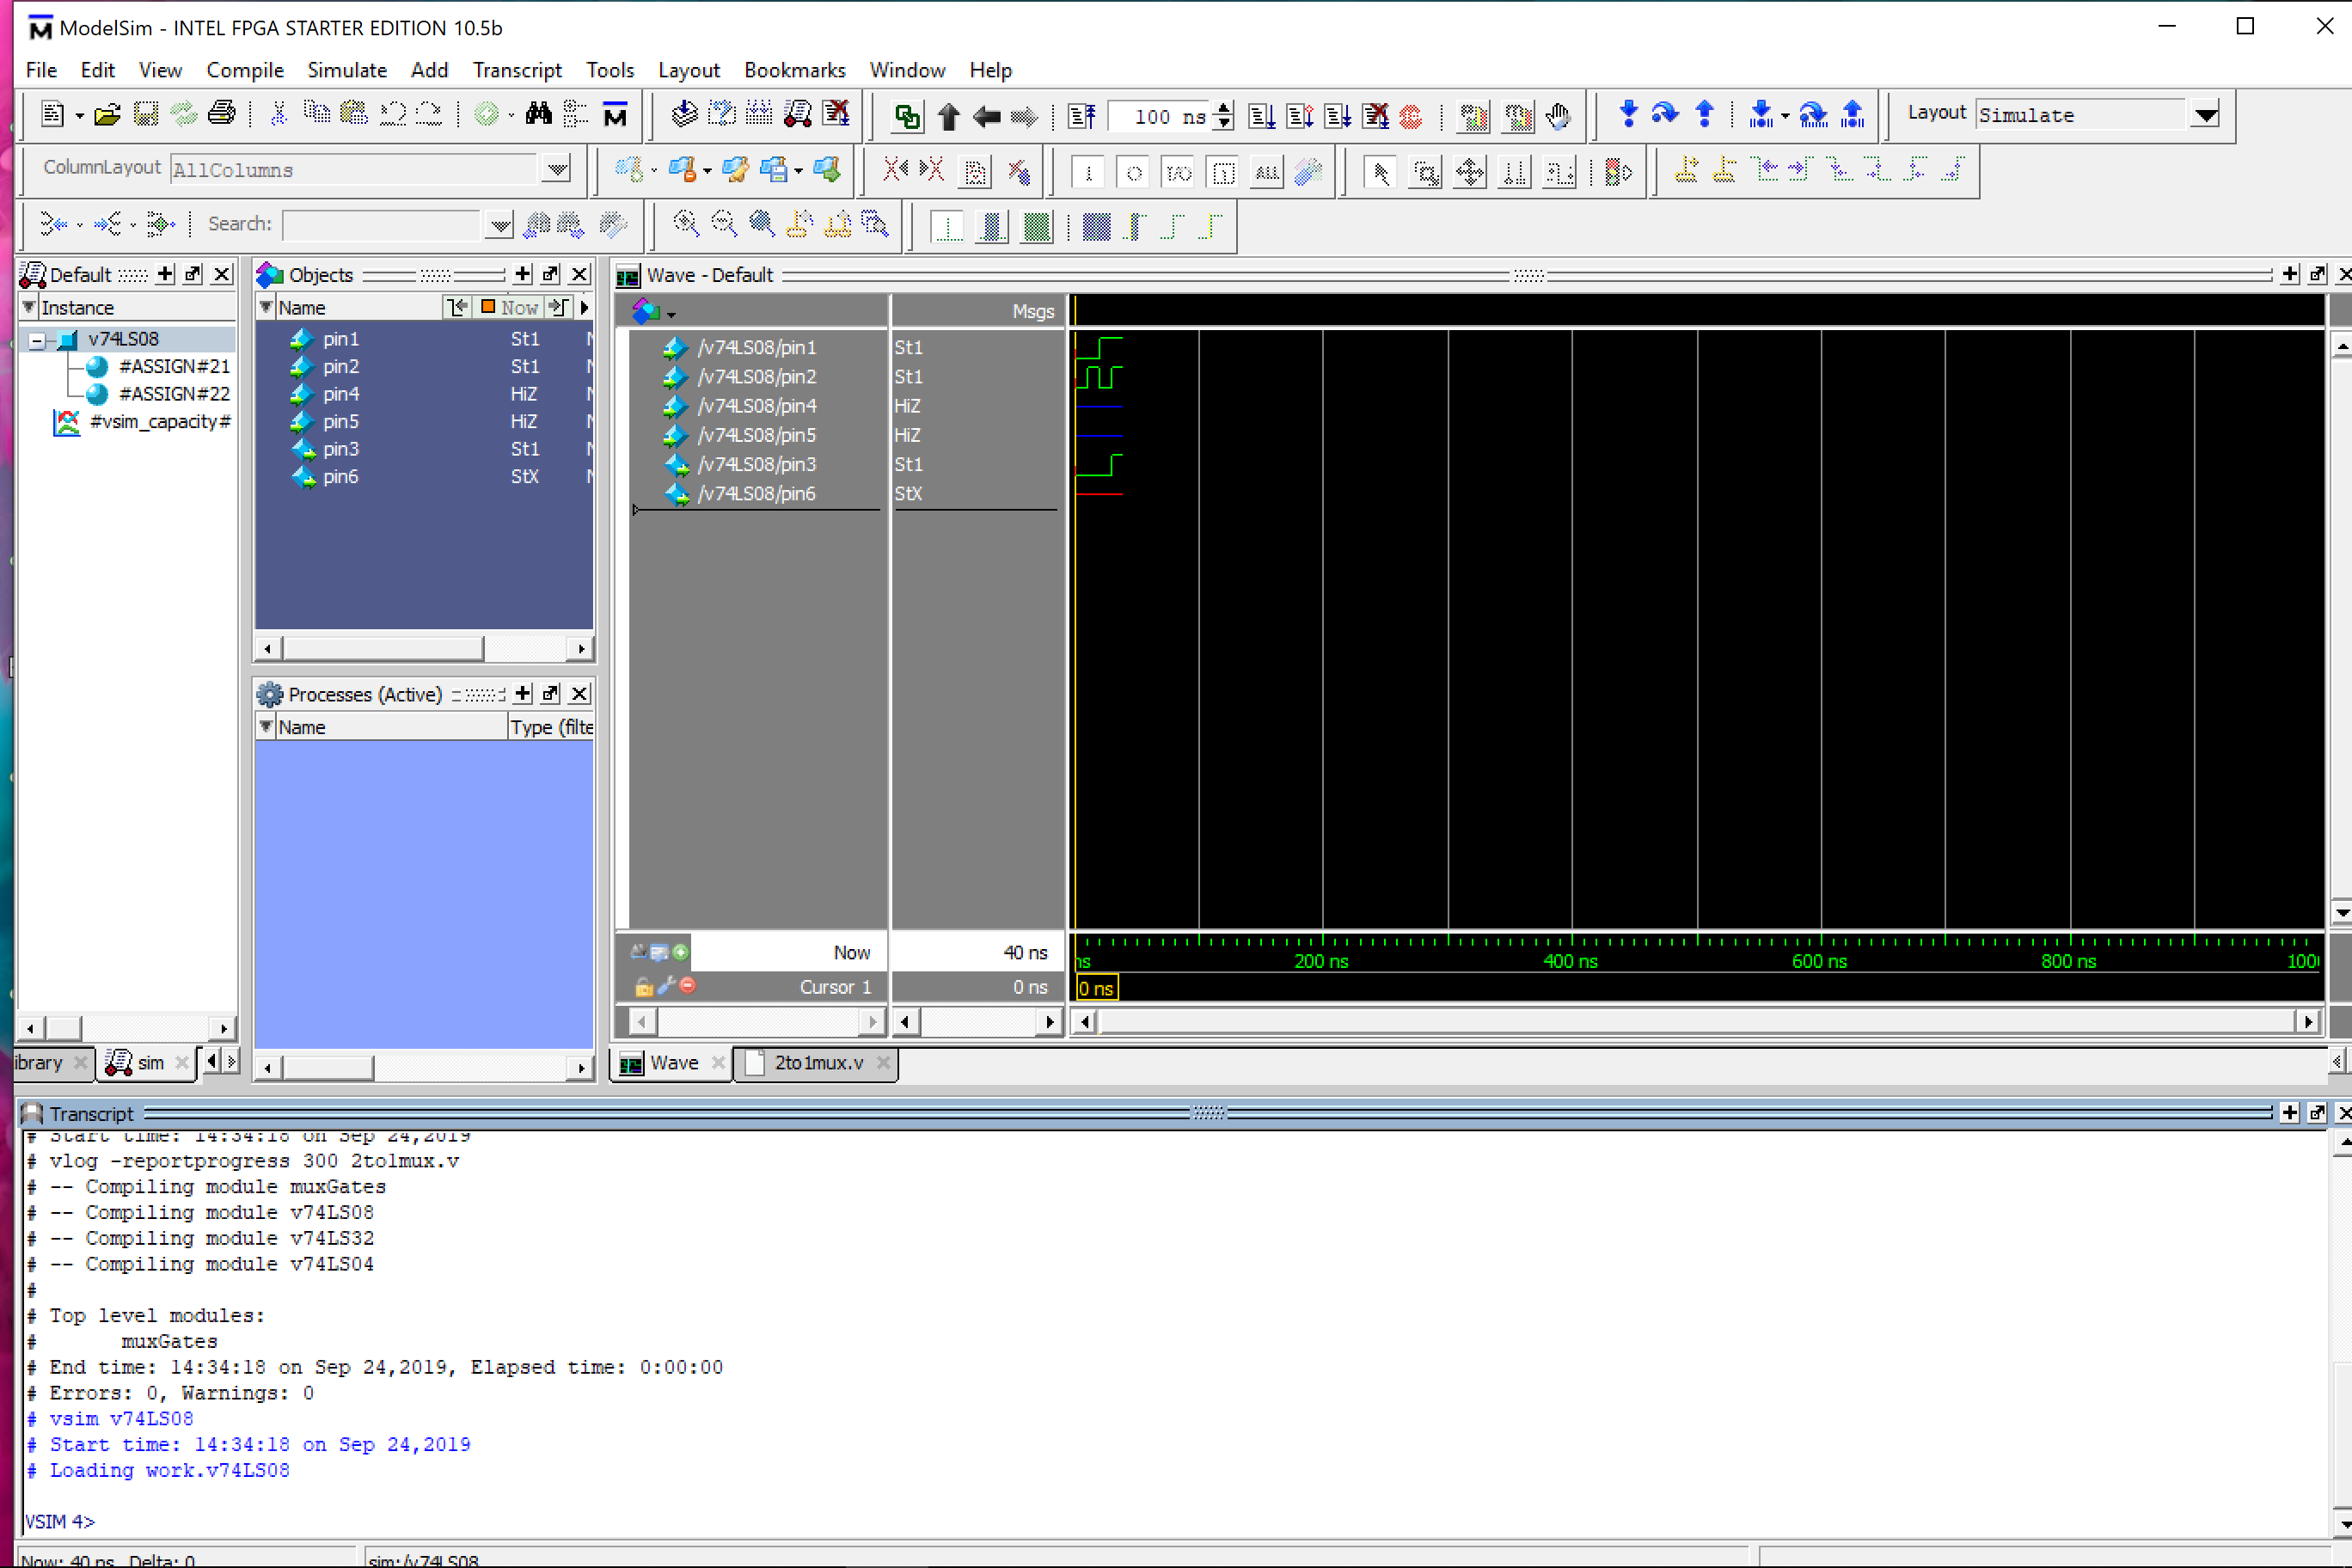 ModelSim - INTEL FPGA STARTER EDITION 10.5b
File Edit View Compile Simulate Add Transcript Tools Layout Bookmarks Window Help
100 ns
Layout Simulate
ColumnLayout AllColumns
ALL
Search:
Default
Objects
Wave - Default
Instance
Name
Now
Msgs
v74LS08
#ASSIGN#21
#ASSIGN#22
#vsim_capacity#
pin1 St1
pin2 St1
pin4 HiZ
pin5 HiZ
pin3 St1
pin6 StX
/v74LS08/pin1 St1
/v74LS08/pin2 St1
/v74LS08/pin4 HiZ
/v74LS08/pin5 HiZ
/v74LS08/pin3 St1
/v74LS08/pin6 StX
Processes (Active)
Name Type (filte
Now 40 ns
ns 200 ns 400 ns 600 ns 800 ns 100
Cursor 1 0 ns
0 ns
ibrary sim
Wave 2to1mux.v
Transcript
# Start time: 14:34:18 on Sep 24,2019
# vlog -reportprogress 300 2to1mux.v
# -- Compiling module muxGates
# -- Compiling module v74LS08
# -- Compiling module v74LS32
# -- Compiling module v74LS04
#
# Top level modules:
# muxGates
# End time: 14:34:18 on Sep 24,2019, Elapsed time: 0:00:00
# Errors: 0, Warnings: 0
# vsim v74LS08
# Start time: 14:34:18 on Sep 24,2019
# Loading work.v74LS08
VSIM 4>
Now: 40 ns Delta: 0 sim:/v74LS08